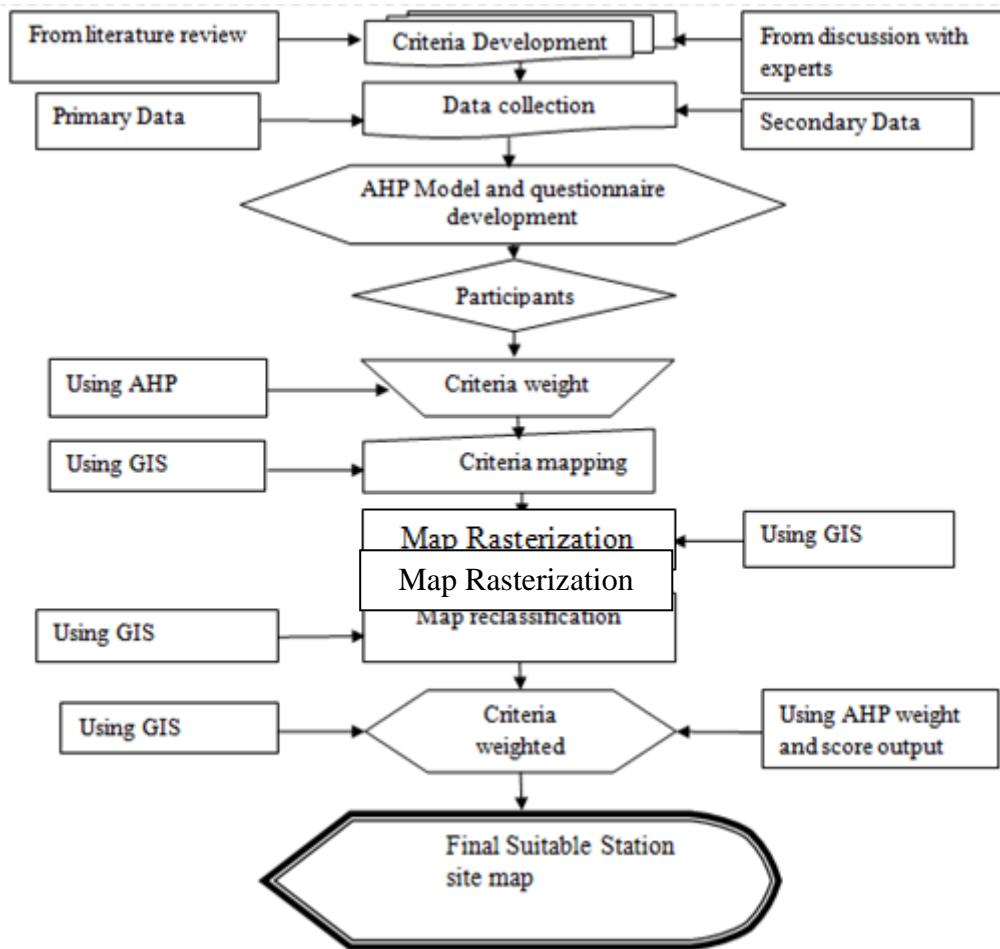 From literature review
Criteria Development
From discussion with
experts
Primary Data
Data collection
Secondary Data
AHP Model and questionnaire
development
Participants
Using AHP
Criteria weight
Using GIS
Criteria mapping
Map Rasterization
Using GIS
Map Rasterization
Map reclassification
Using GIS
Using GIS
Criteria
weighted
Using AHP weight
and score output
Final Suitable Station
site map